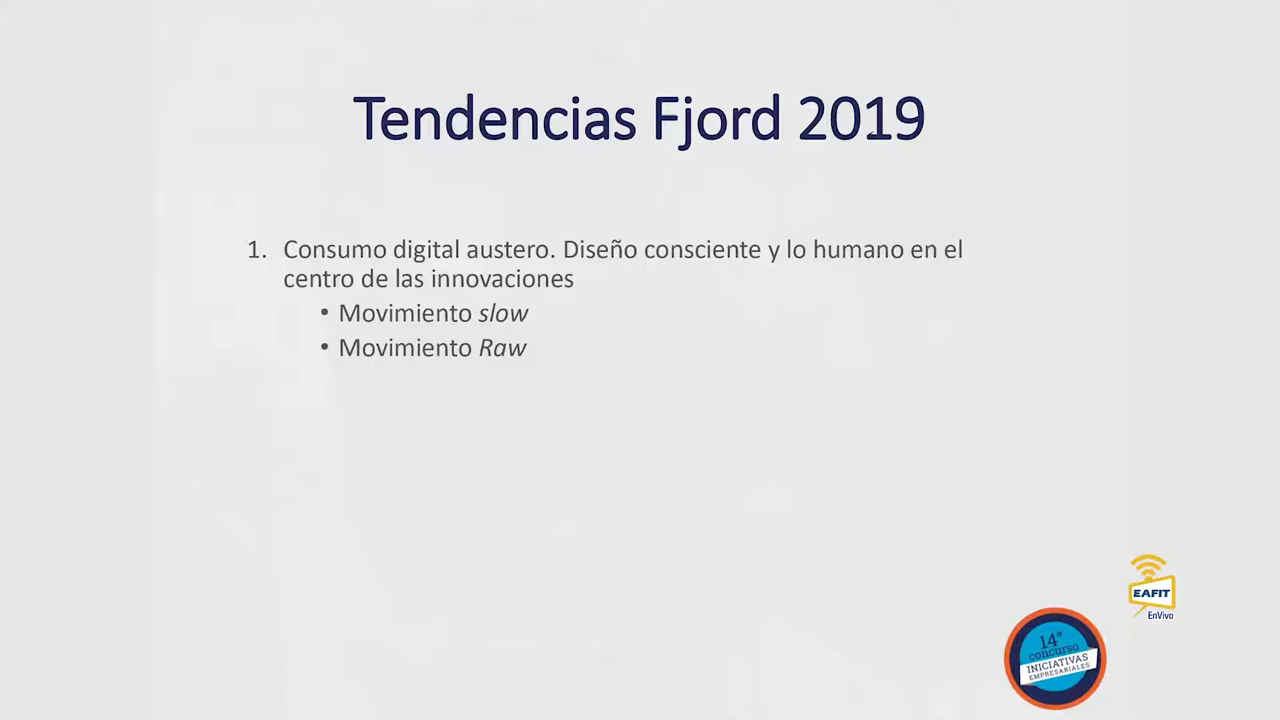 Tendencias Fjord 2019
1. Consumo digital austero. Diseño consciente y lo humano en el
centro de las innovaciones
• Movimiento slow
• Movimiento Raw
EAFIT
EnVivo
14°
concurso
INICIATIVAS
EMPRESARIALES